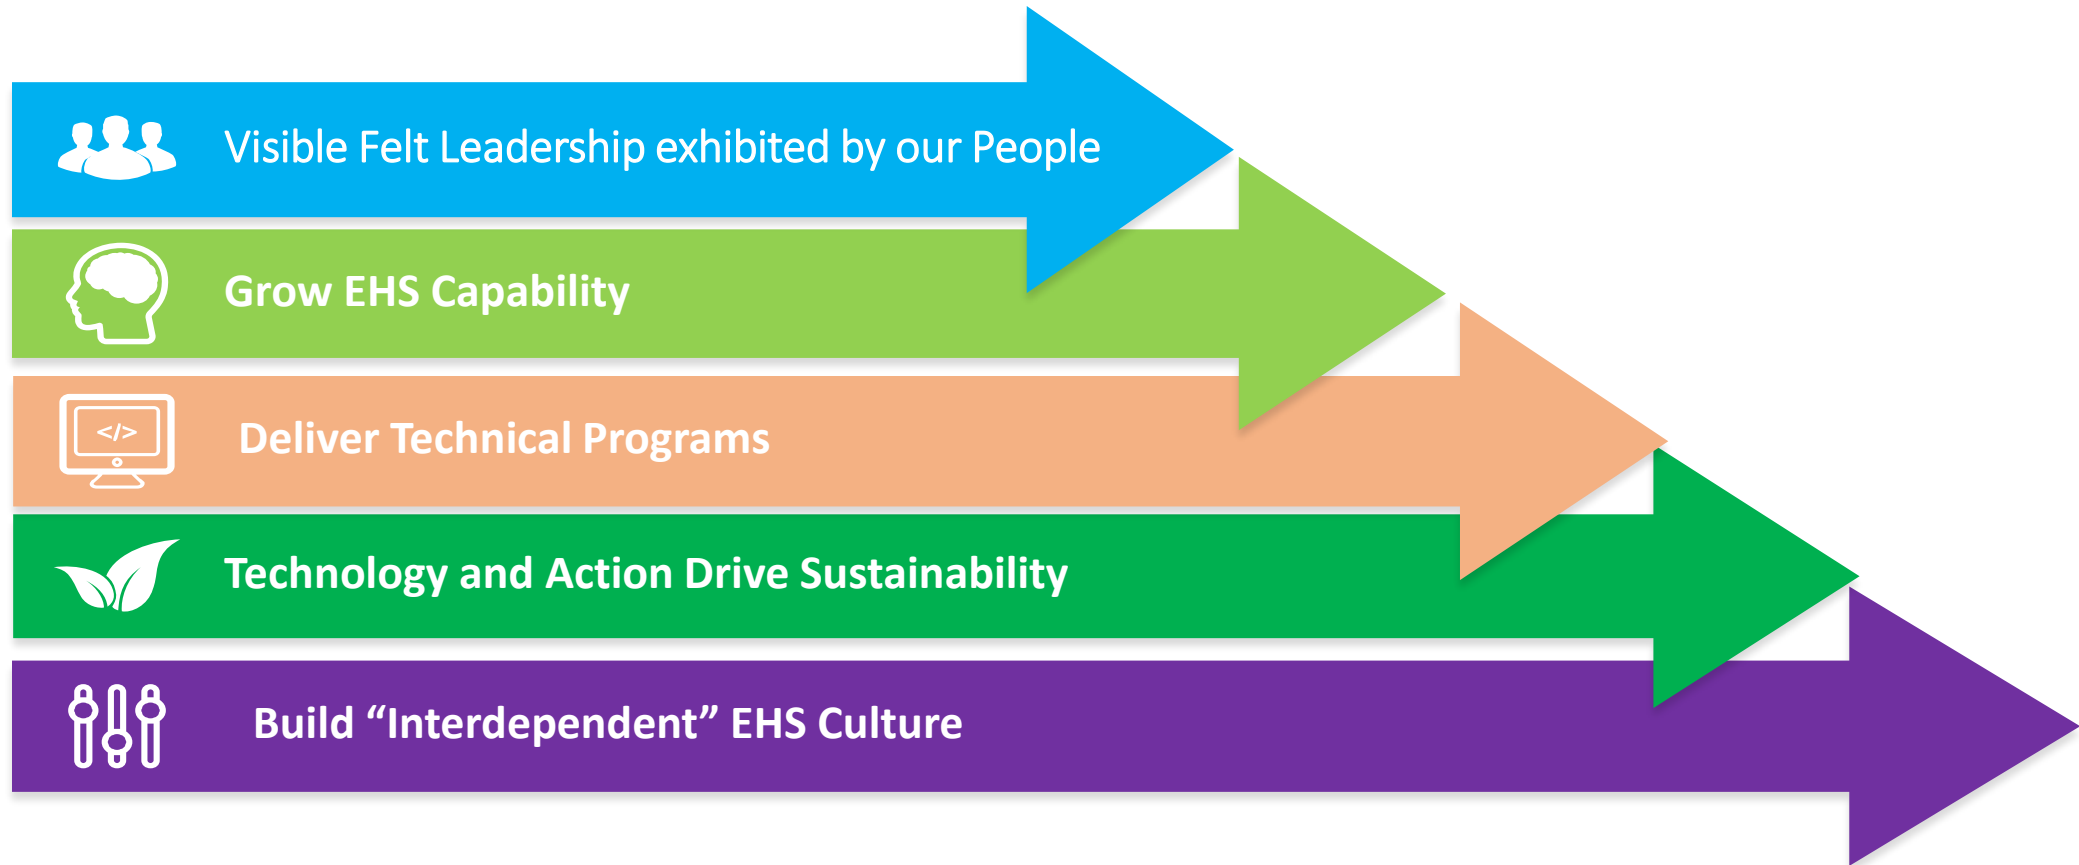 Visible Felt Leadership exhibited by our People
Grow EHS Capability
</>
Deliver Technical Programs
Technology and Action Drive Sustainability
Build “Interdependent” EHS Culture